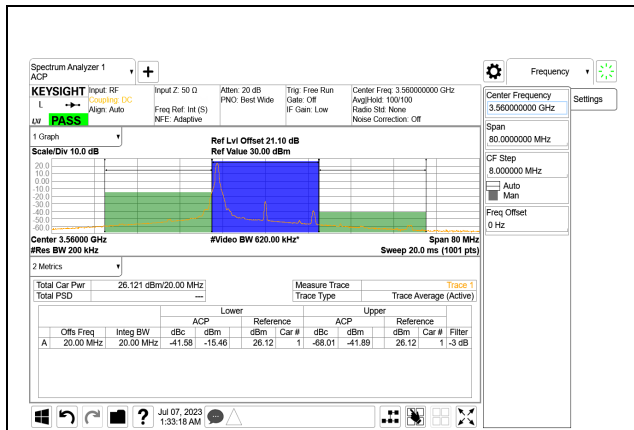 Spectrum Analyzer 1
ACP
Frequency
KEYSIGHT Input: RF Input Z: 50 Ω Atten: 20 dB Trig: Free Run Center Freq: 3.560000000 GHz
L Coupling: DC PNO: Best Wide Gate: Off Avg|Hold: 100/100
Align: Auto Freq Ref: Int (S) IF Gain: Low Radio Std: None
LXI PASS NFE: Adaptive Noise Correction: Off
Center Frequency
3.560000000 GHz
Settings
Span
80.0000000 MHz
CF Step
8.000000 MHz
Auto
Man
Freq Offset
0 Hz
1 Graph
Ref Lvl Offset 21.10 dB
Scale/Div 10.0 dB Ref Value 30.00 dBm
20.0
10.0
0.00
-10.0
-20.0
-30.0
-40.0
-50.0
-60.0
Center 3.56000 GHz #Video BW 620.00 kHz* Span 80 MHz
#Res BW 200 kHz Sweep 20.0 ms (1001 pts)
2 Metrics
Total Car Pwr 26.121 dBm/20.00 MHz Measure Trace Trace 1
Total PSD --- Trace Type Trace Average (Active)
Lower Upper
ACP Reference ACP Reference
Offs Freq Integ BW dBc dBm dBm Car # dBc dBm dBm Car # Filter
A 20.00 MHz 20.00 MHz -41.58 -15.46 26.12 1 -68.01 -41.89 26.12 1 -3 dB
Jul 07, 2023
1:33:18 AM